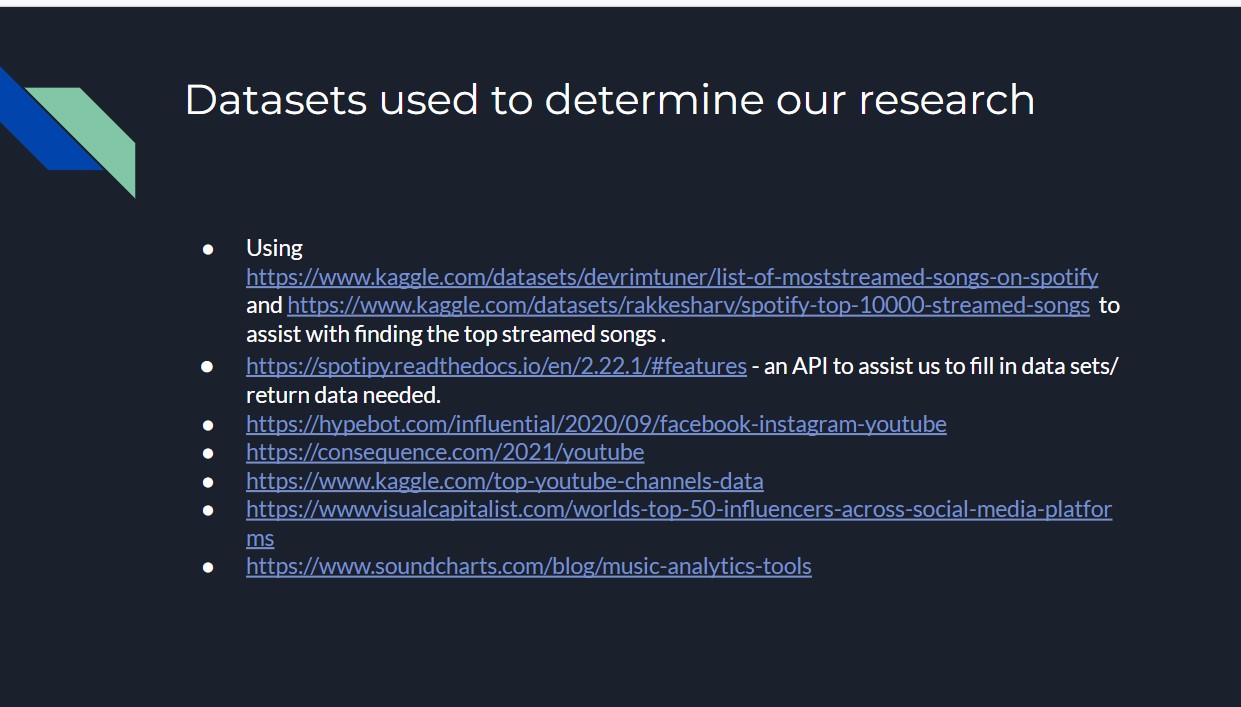 Datasets used to determine our research
● Using
https://www.kaggle.com/datasets/devrimtuner/list-of-moststreamed-songs-on-spotify
and https://www.kaggle.com/datasets/rakkesharv/spotify-top-10000-streamed-songs to
assist with finding the top streamed songs .
● https://spotipy.readthedocs.io/en/2.22.1/#features - an API to assist us to fill in data sets/
return data needed.
● https://hypebot.com/influential/2020/09/facebook-instagram-youtube
● https://consequence.com/2021/youtube
● https://www.kaggle.com/top-youtube-channels-data
● https://wwwvisualcapitalist.com/worlds-top-50-influencers-across-social-media-platfor
ms
● https://www.soundcharts.com/blog/music-analytics-tools